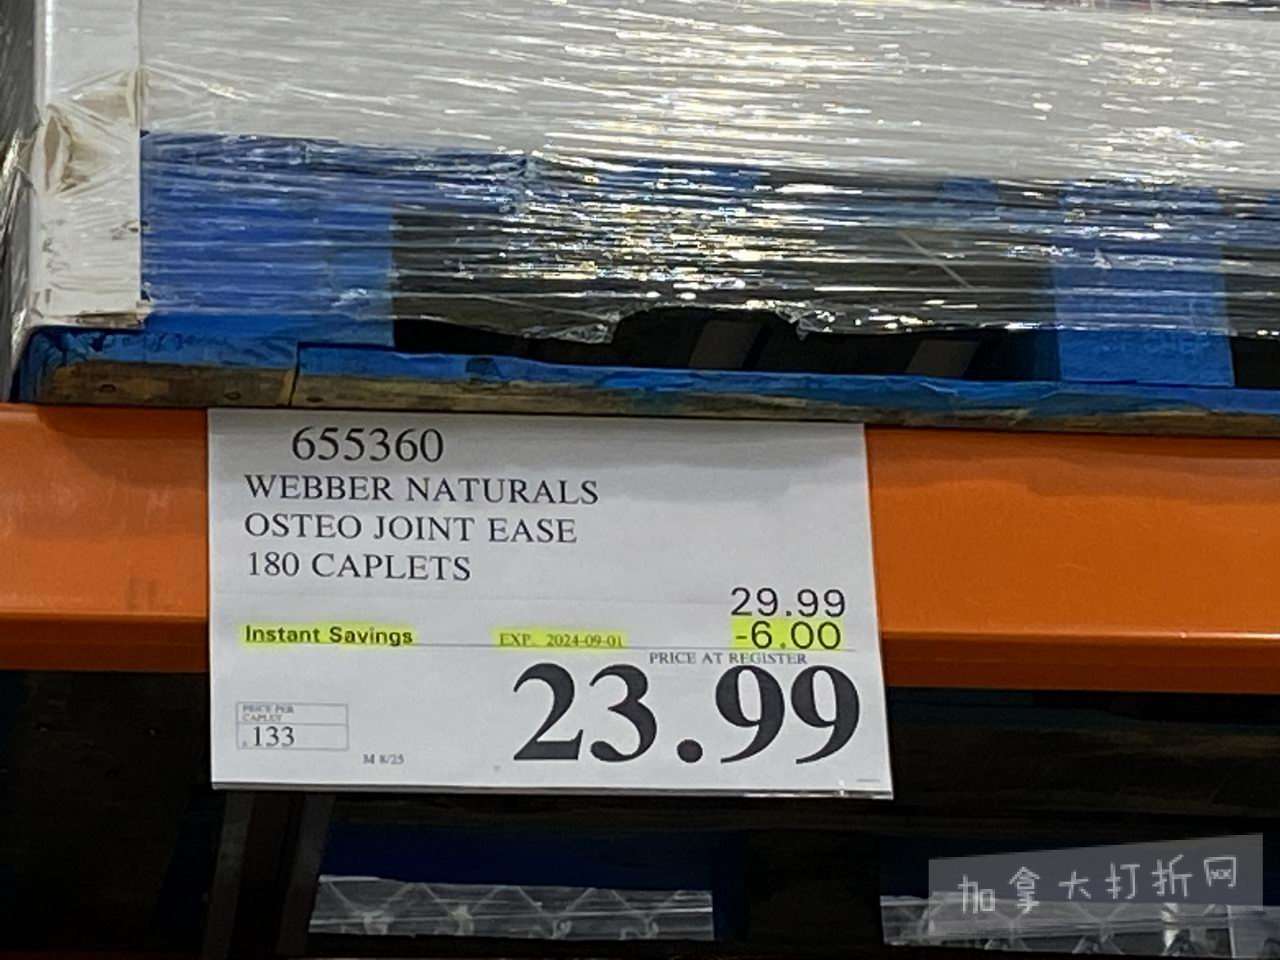 655360
WEBBER NATURALS
OSTEO JOINT EASE
180 CAPLETS
29.99
Instant Savings EXP. 2024-09-01 -6.00
PRICE AT REGISTER
23.99
PRICE PER
CAPLET
.133
M 8/25
加拿大打折网